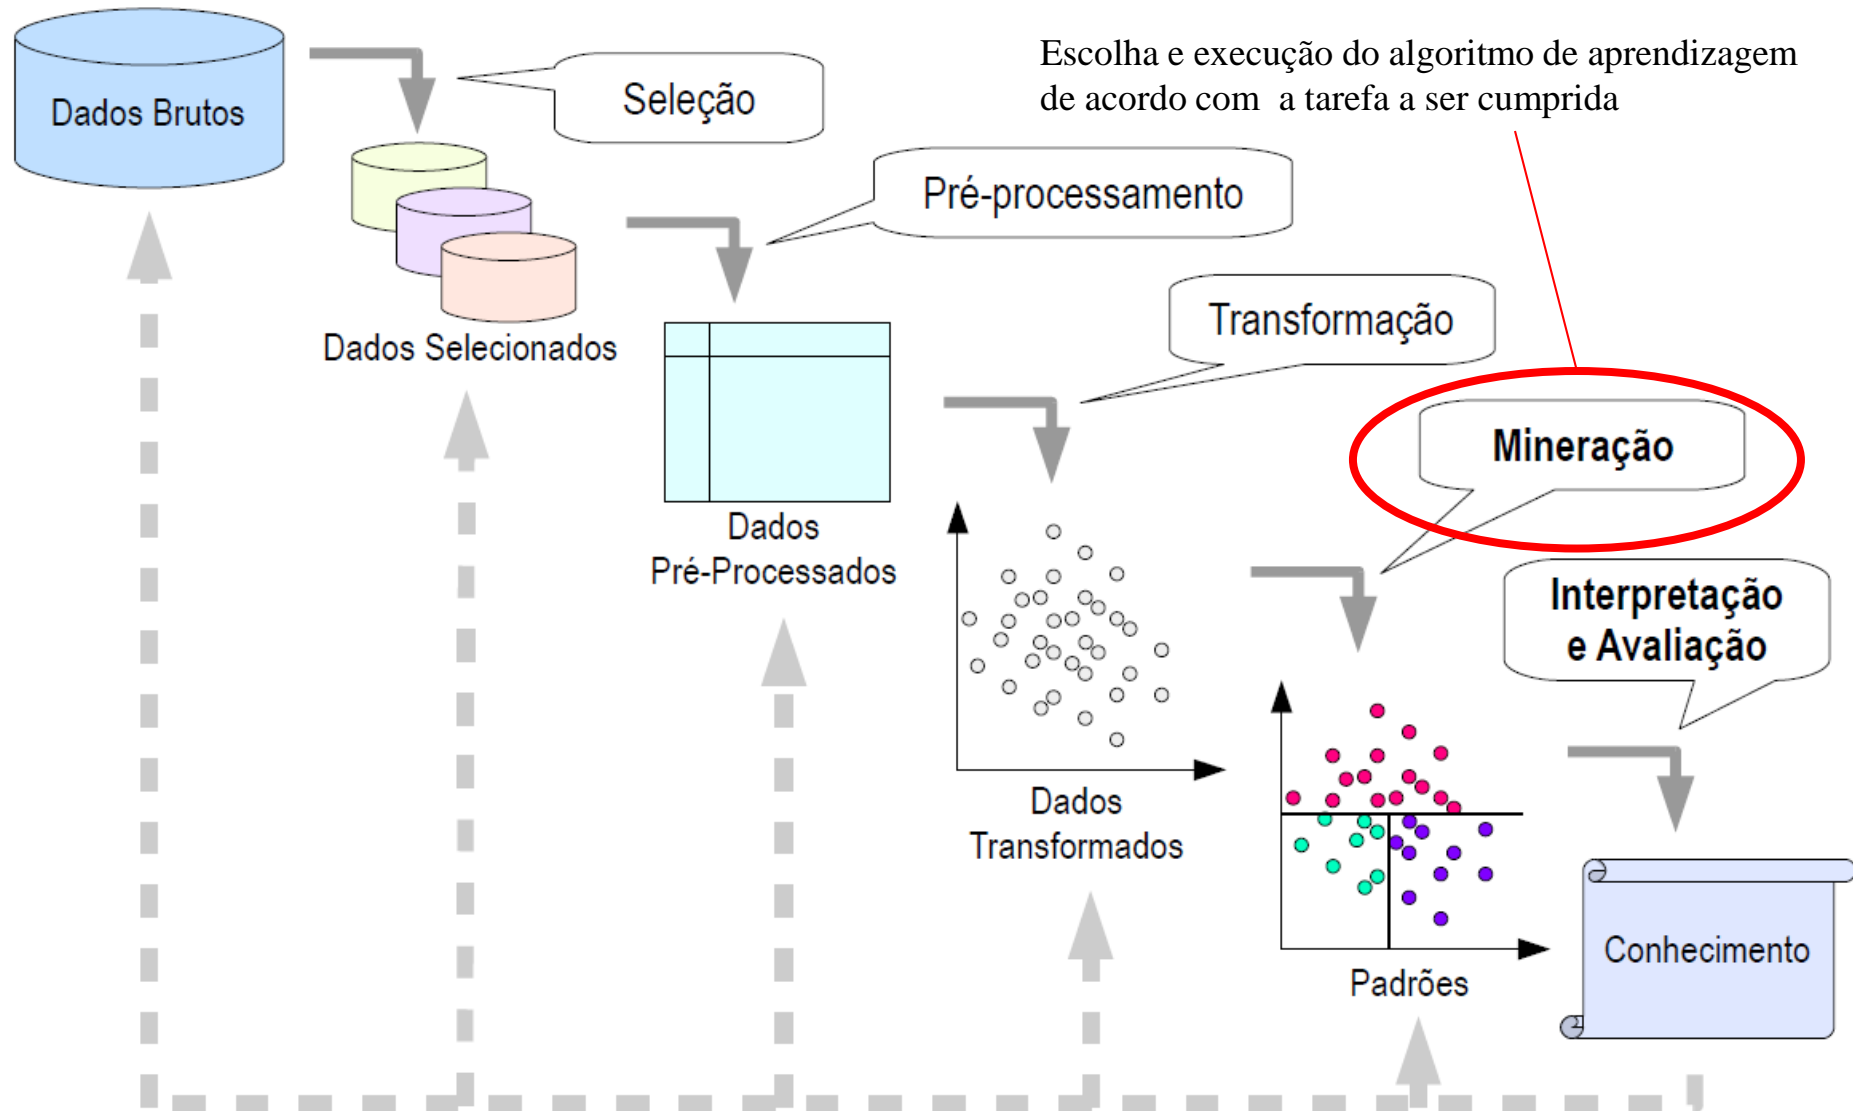 Dados Brutos
Seleção
Escolha e execução do algoritmo de aprendizagem
de acordo com a tarefa a ser cumprida
Dados Selecionados
Pré-processamento
Dados
Pré-Processados
Transformação
Dados
Transformados
Mineração
Padrões
Interpretação
e Avaliação
Conhecimento